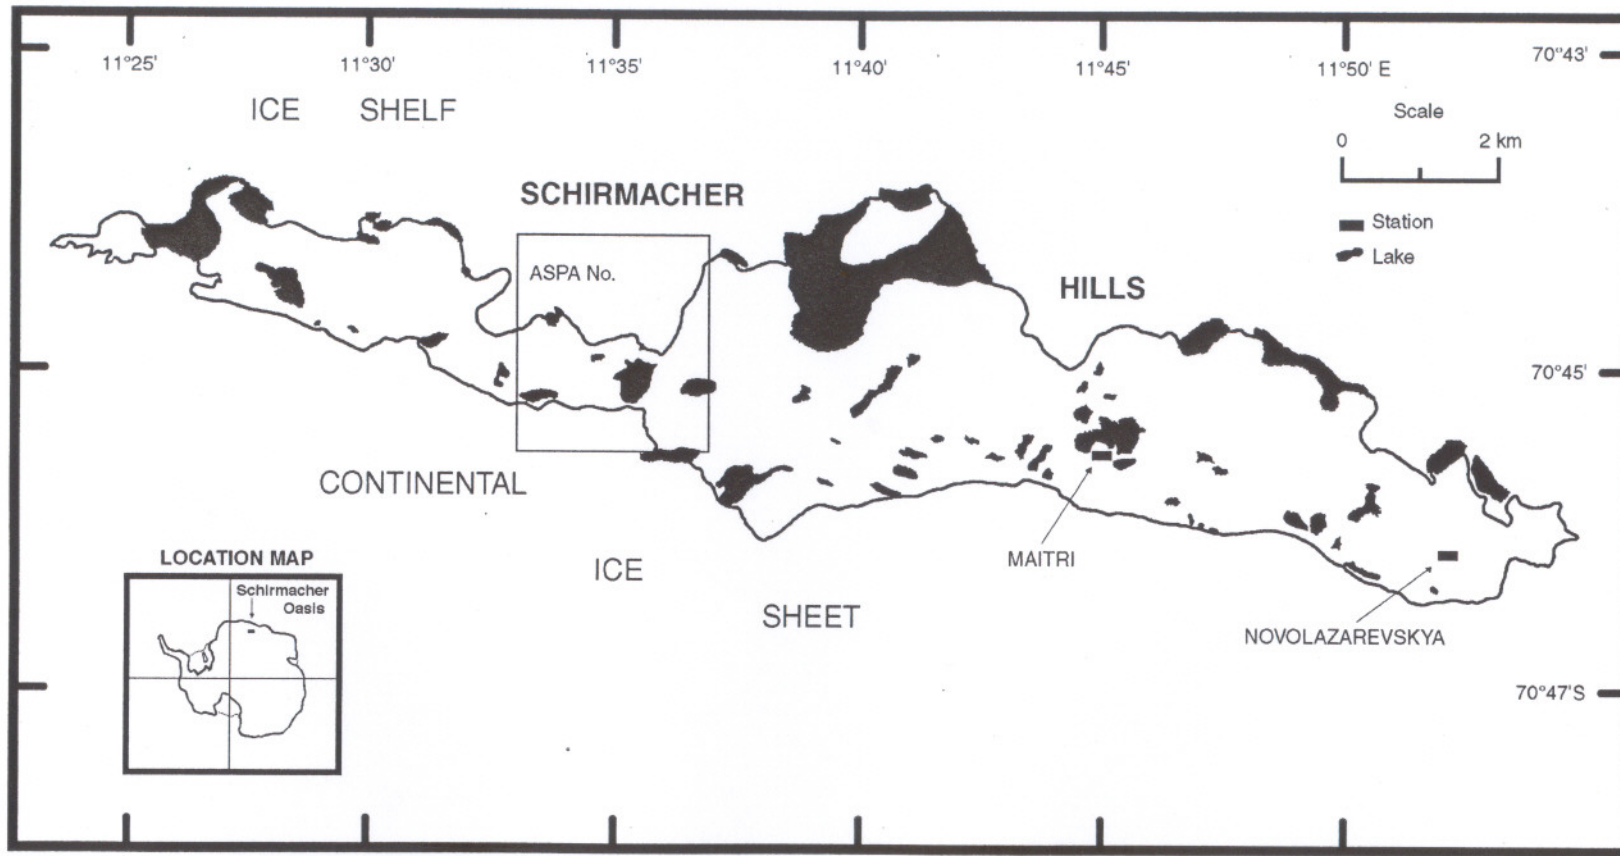 11°25'
11°30'
11°35'
11°40'
11°45'
11°50' E
70°43'
ICE SHELF
Scale
0 2 km
Station
Lake
SCHIRMACHER
HILLS
ASPA No.
70°45'
CONTINENTAL
ICE
SHEET
MAITRI
NOVOLAZAREVSKYA
70°47'S
LOCATION MAP
Schirmacher
Oasis